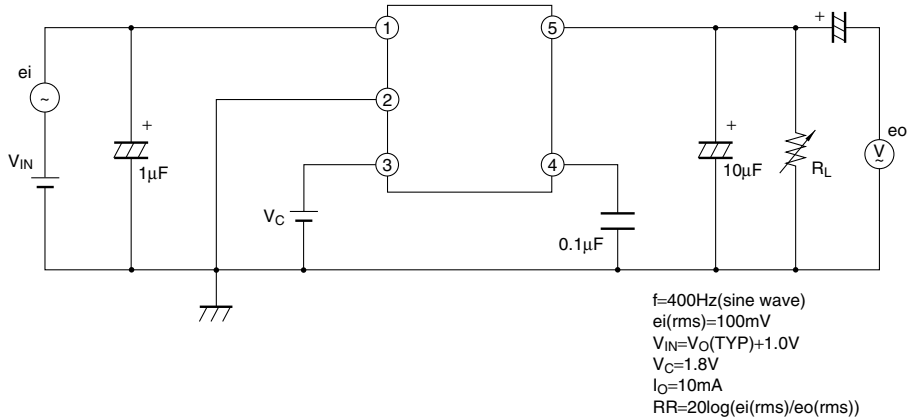 1
5
+
ei
~
2
+
+
eo
V
~
VIN
1μF
3
4
10μF
RL
VC
0.1μF
f=400Hz(sine wave)
ei(rms)=100mV
VIN=VO(TYP)+1.0V
VC=1.8V
IO=10mA
RR=20log(ei(rms)/eo(rms))